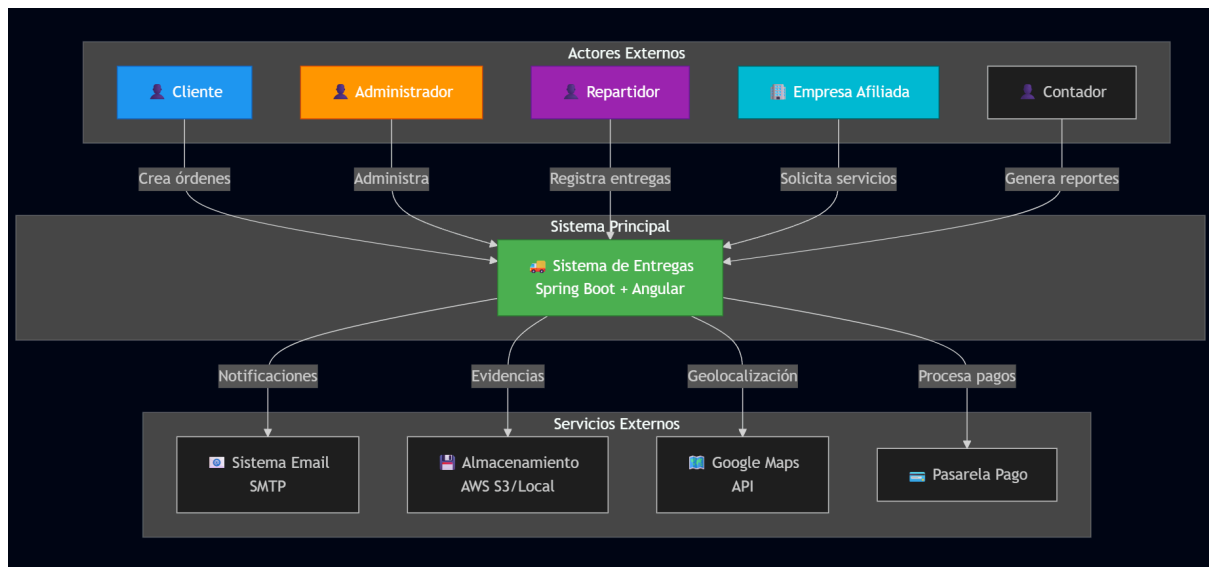 Actores Externos
👤 Cliente
👤 Administrador
👤 Repartidor
🏢 Empresa Afiliada
👤 Contador
Crea órdenes
Administra
Registra entregas
Solicita servicios
Genera reportes
Sistema Principal
🚚 Sistema de Entregas
Spring Boot + Angular
Notificaciones
Evidencias
Geolocalización
Procesa pagos
Servicios Externos
📧 Sistema Email
SMTP
💾 Almacenamiento
AWS S3/Local
🗺️ Google Maps
API
💳 Pasarela Pago